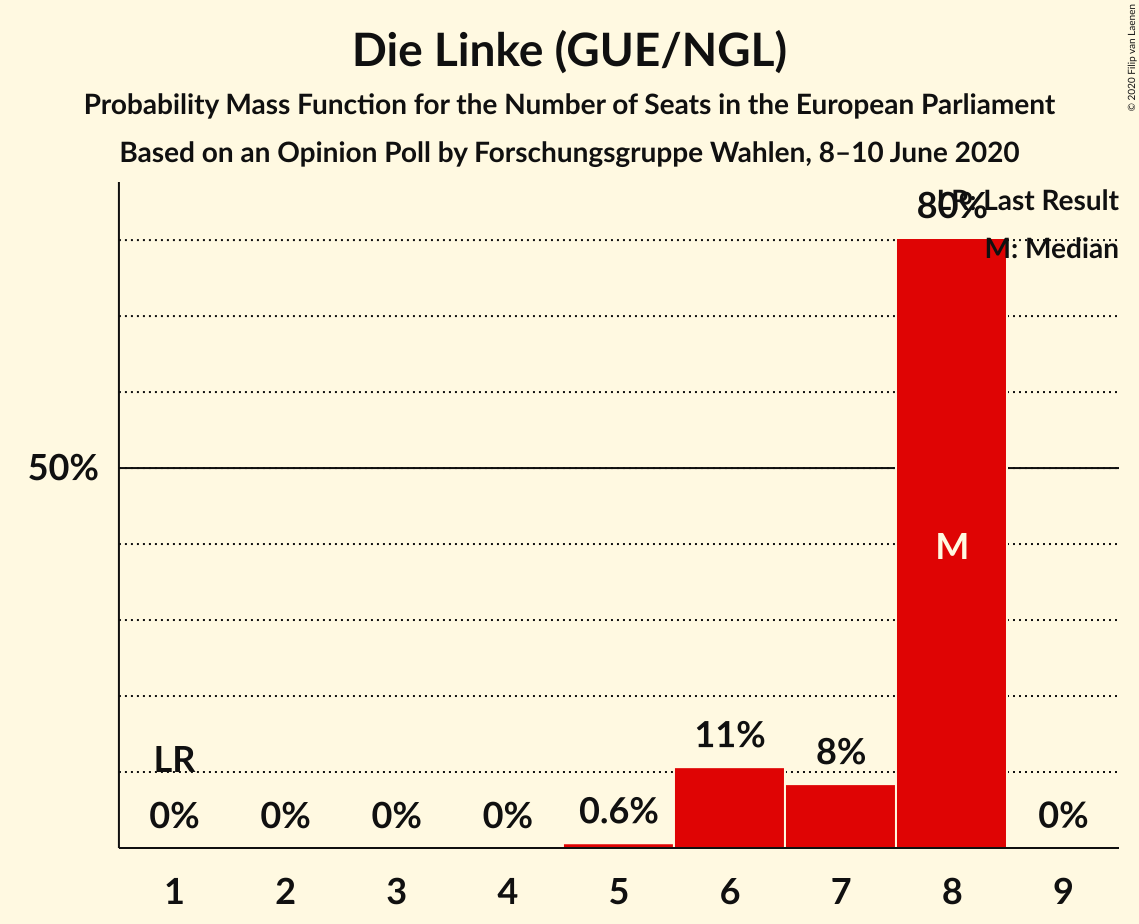 Die Linke (GUE/NGL)
Probability Mass Function for the Number of Seats in the European Parliament
Based on an Opinion Poll by Forschungsgruppe Wahlen, 8–10 June 2020
© 2020 Filip van Laenen
LR: Last Result
M: Median
80%
50%
M
11%
8%
LR
0%
0%
0%
0%
0.6%
0%
1 2 3 4 5 6 7 8 9